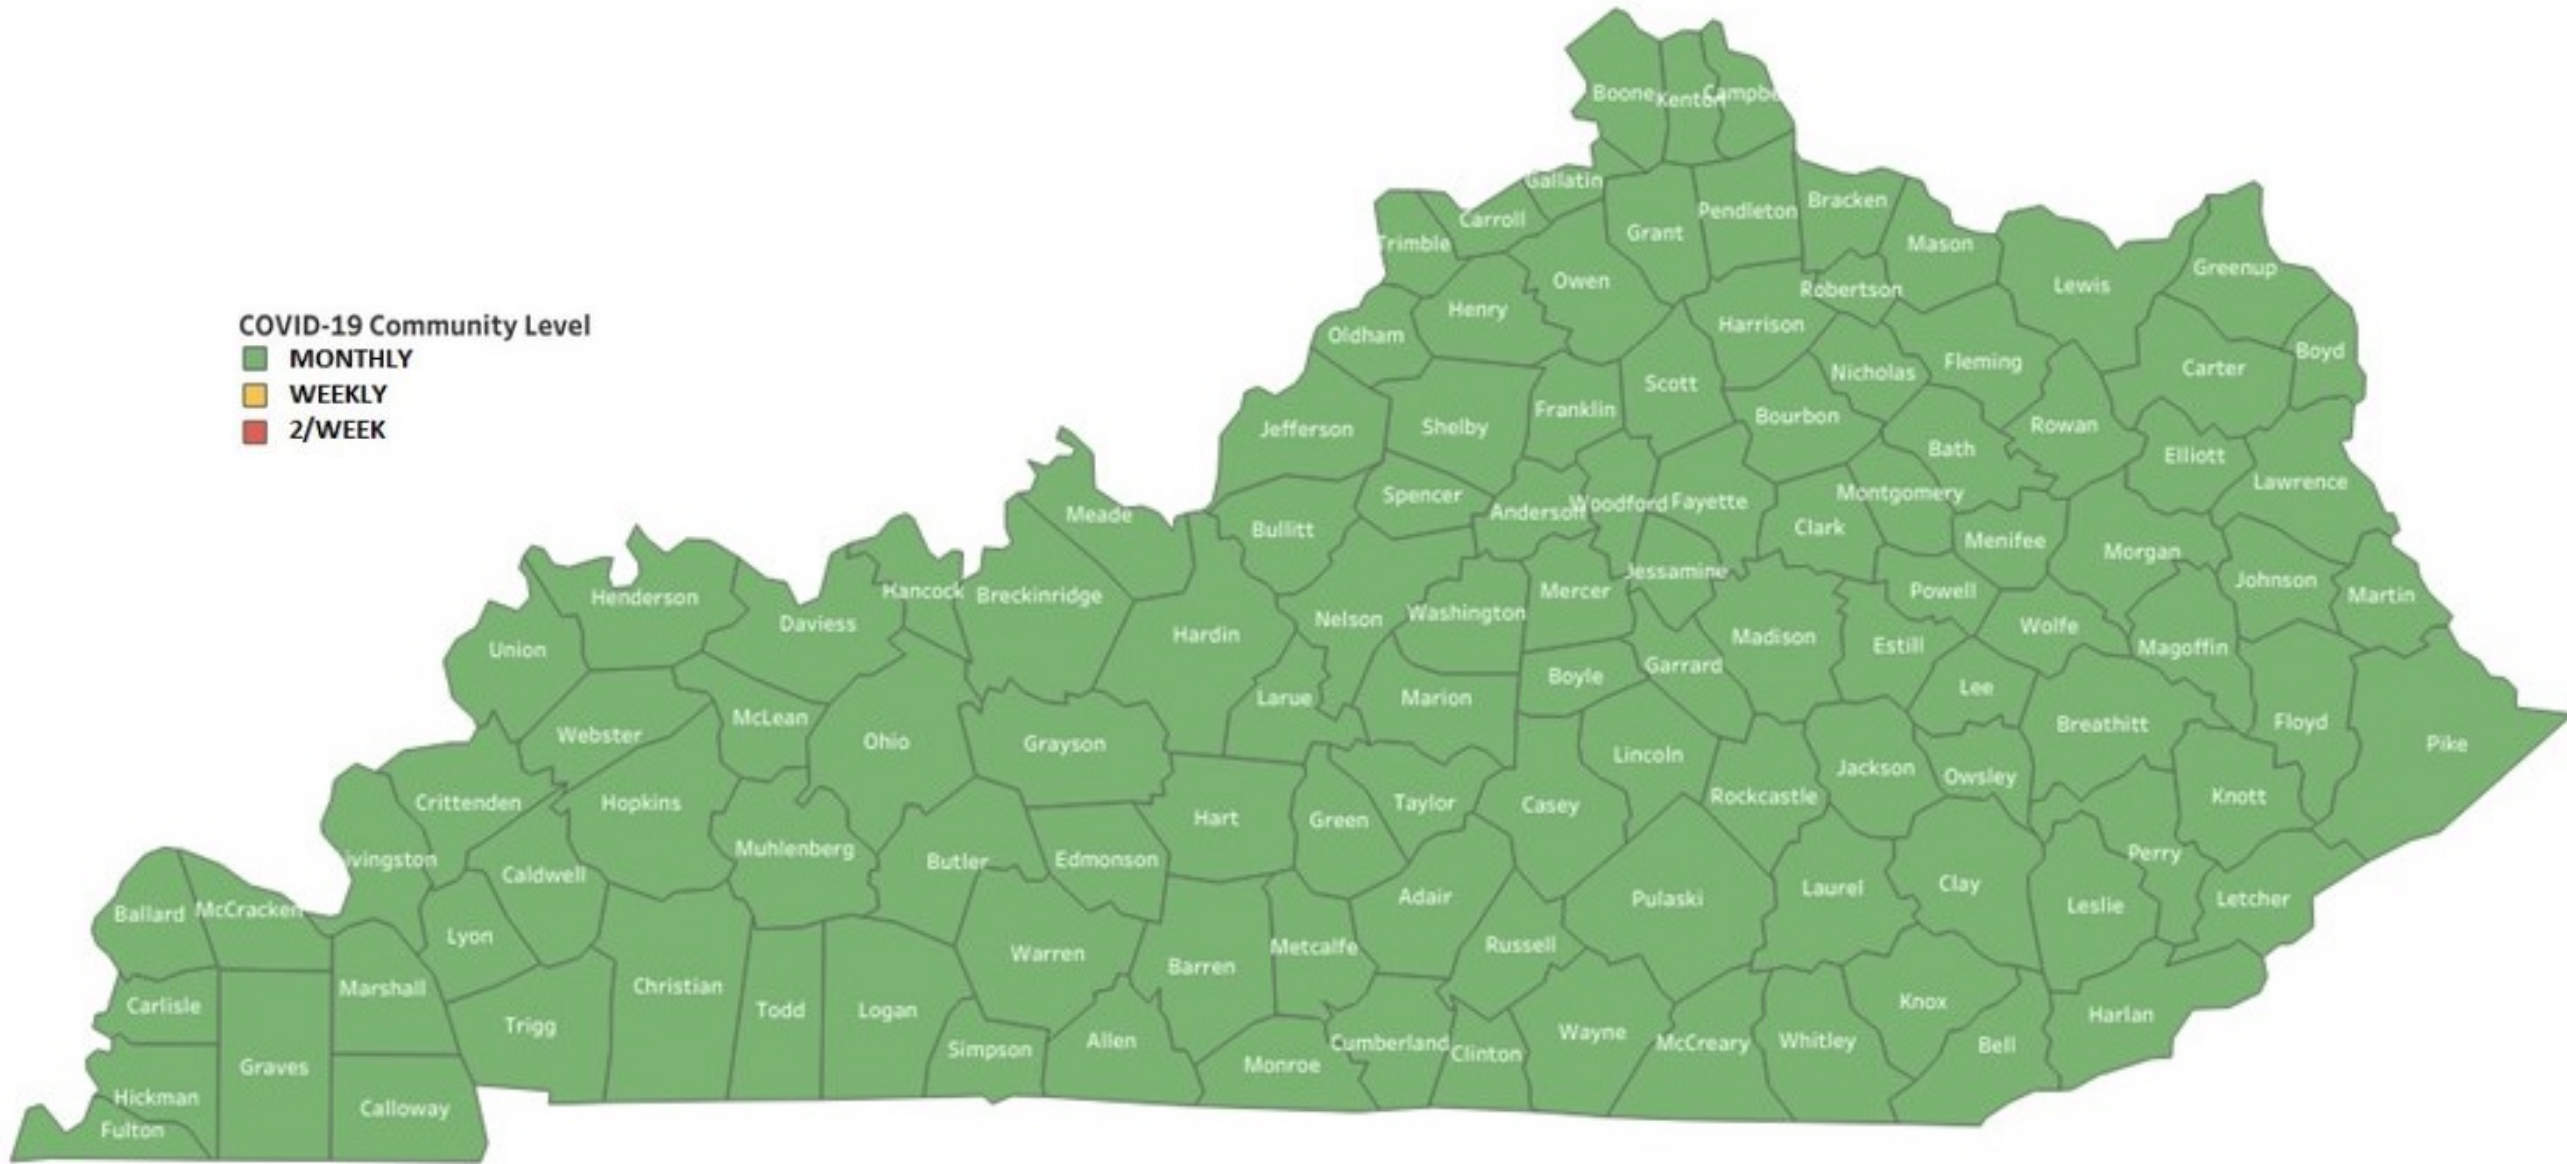 Boone
Kenton
Campbe
Gallatin
Carroll
Trimble
Grant
Pendleton
Bracken
Mason
Owen
Robertson
Lewis
Greenup
Henry
Oldham
Harrison
COVID-19 Community Level
MONTHLY
WEEKLY
2/WEEK
Nicholas
Fleming
Carter
Boyd
Scott
Franklin
Shelby
Jefferson
Bourbon
Rowan
Bath
Elliott
Lawrence
Spencer
Anderson
Woodford
Fayette
Montgomery
Clark
Meade
Bullitt
Menifee
Morgan
Jessamine
Johnson
Martin
Henderson
Hancock
Breckinridge
Daviess
Hardin
Nelson
Washington
Mercer
Powell
Madison
Estill
Wolfe
Magoffin
Union
Boyle
Garrard
Lee
Larue
Marion
McLean
Webster
Ohio
Grayson
Lincoln
Breathitt
Floyd
Pike
Jackson
Owsley
Rockcastle
Knott
Crittenden
Hopkins
Hart
Green
Taylor
Casey
ivingston
Caldwell
Muhlenberg
Butler
Edmonson
Perry
Adair
Pulaski
Laurel
Clay
Leslie
Letcher
Ballard
McCracken
Lyon
Warren
Barren
Metcalfe
Russell
Carlisle
Marshall
Christian
Todd
Logan
Trigg
Knox
Harlan
Simpson
Allen
Monroe
Cumberland
Clinton
Wayne
McCreary
Whitley
Bell
Graves
Hickman
Calloway
Fulton